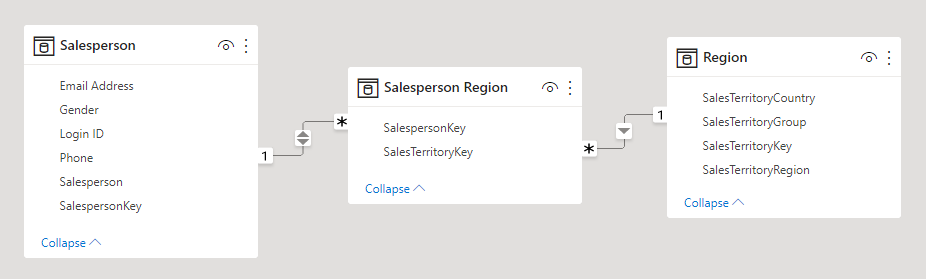 Salesperson
Email Address
Gender
Login ID
Phone
Salesperson
SalespersonKey
Collapse
1
*
Salesperson Region
SalespersonKey
SalesTerritoryKey
Collapse
*
1
Region
SalesTerritoryCountry
SalesTerritoryGroup
SalesTerritoryKey
SalesTerritoryRegion
Collapse